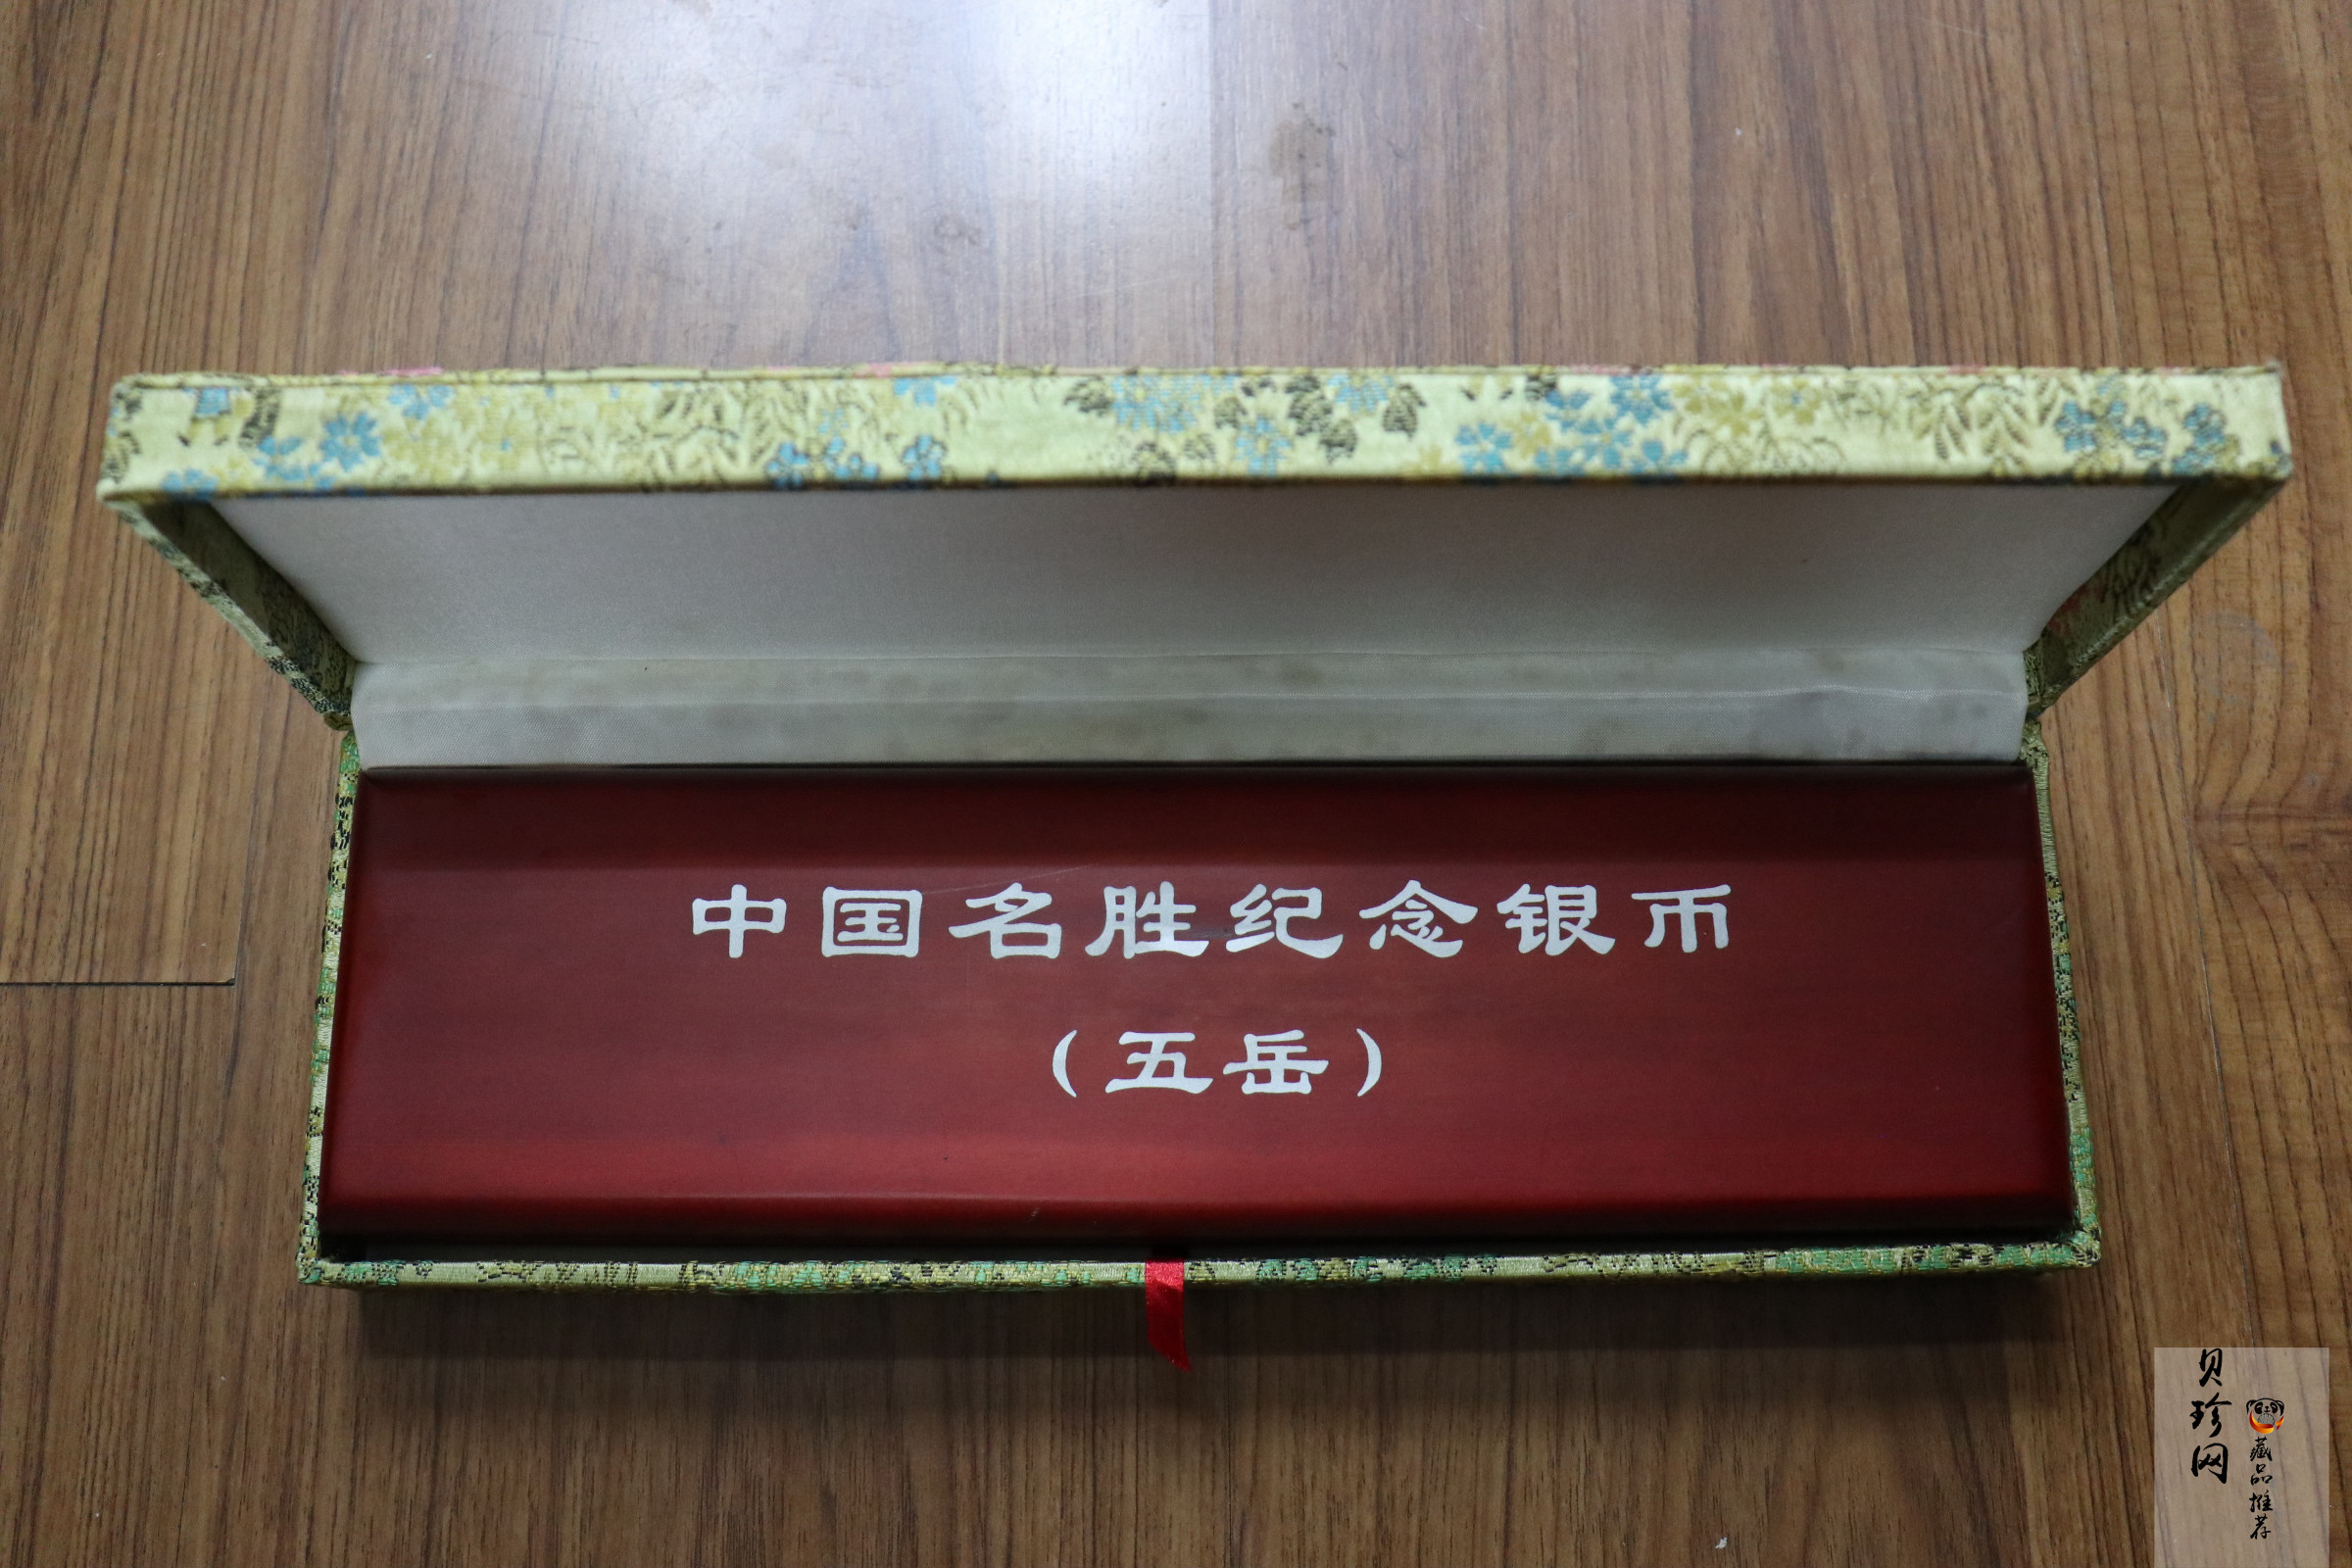 中国名胜纪念银币
（五岳）
贝珍网
藏品推荐